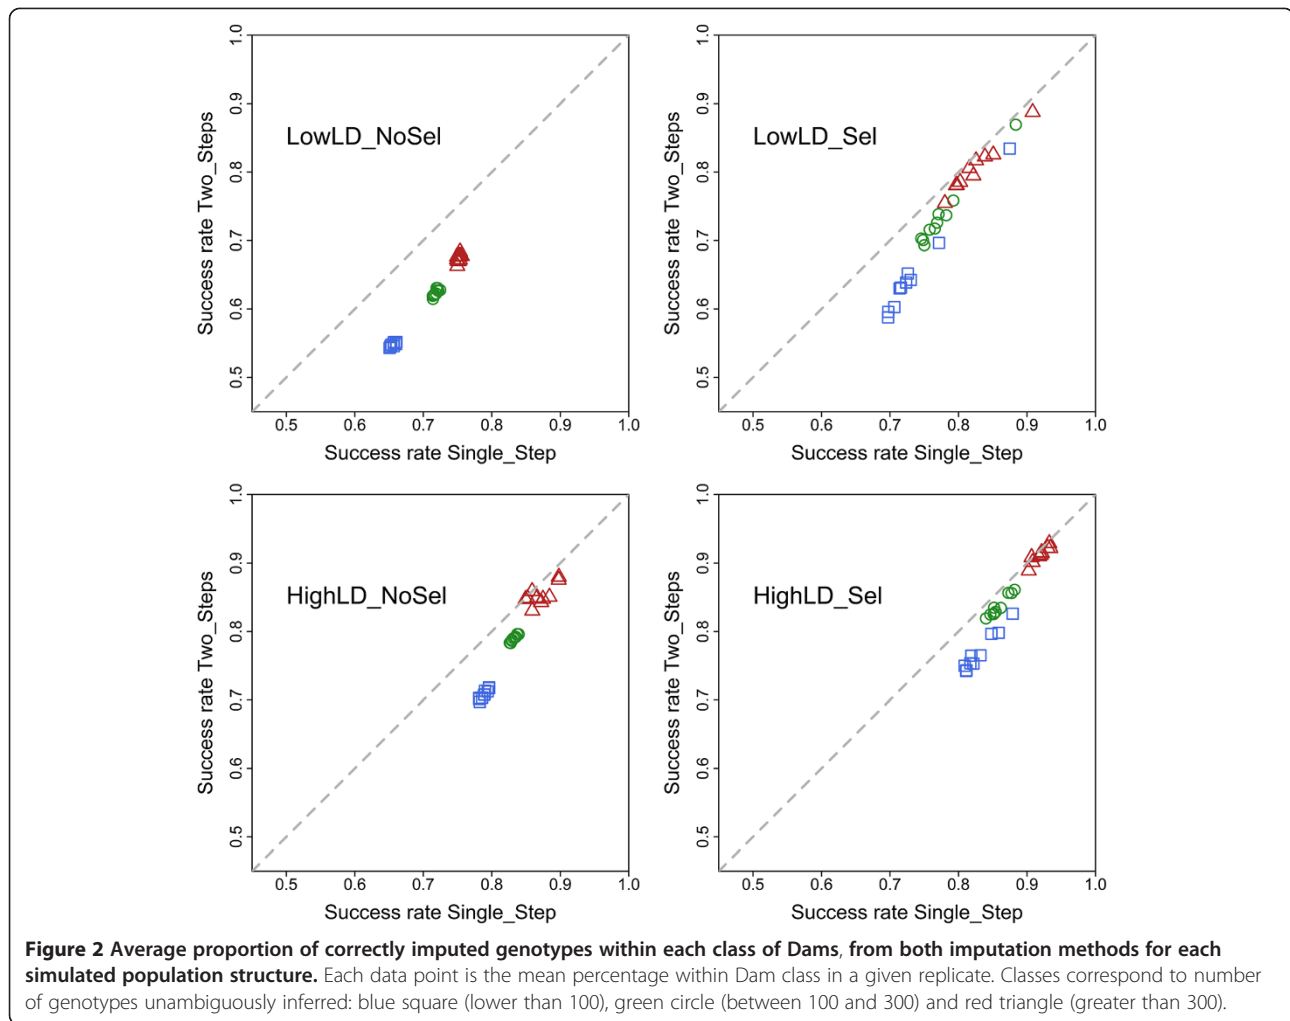 1.0
0.9
0.8
0.7
0.6
0.5
Success rate Two_Steps
LowLD_NoSel
0.5 0.6 0.7 0.8 0.9 1.0
Success rate Single_Step
1.0
0.9
0.8
0.7
0.6
0.5
Success rate Two_Steps
LowLD_Sel
0.5 0.6 0.7 0.8 0.9 1.0
Success rate Single_Step
1.0
0.9
0.8
0.7
0.6
0.5
Success rate Two_Steps
HighLD_NoSel
0.5 0.6 0.7 0.8 0.9 1.0
Success rate Single_Step
1.0
0.9
0.8
0.7
0.6
0.5
Success rate Two_Steps
HighLD_Sel
0.5 0.6 0.7 0.8 0.9 1.0
Success rate Single_Step
Figure 2 Average proportion of correctly imputed genotypes within each class of Dams, from both imputation methods for each
simulated population structure. Each data point is the mean percentage within Dam class in a given replicate. Classes correspond to number
of genotypes unambiguously inferred: blue square (lower than 100), green circle (between 100 and 300) and red triangle (greater than 300).